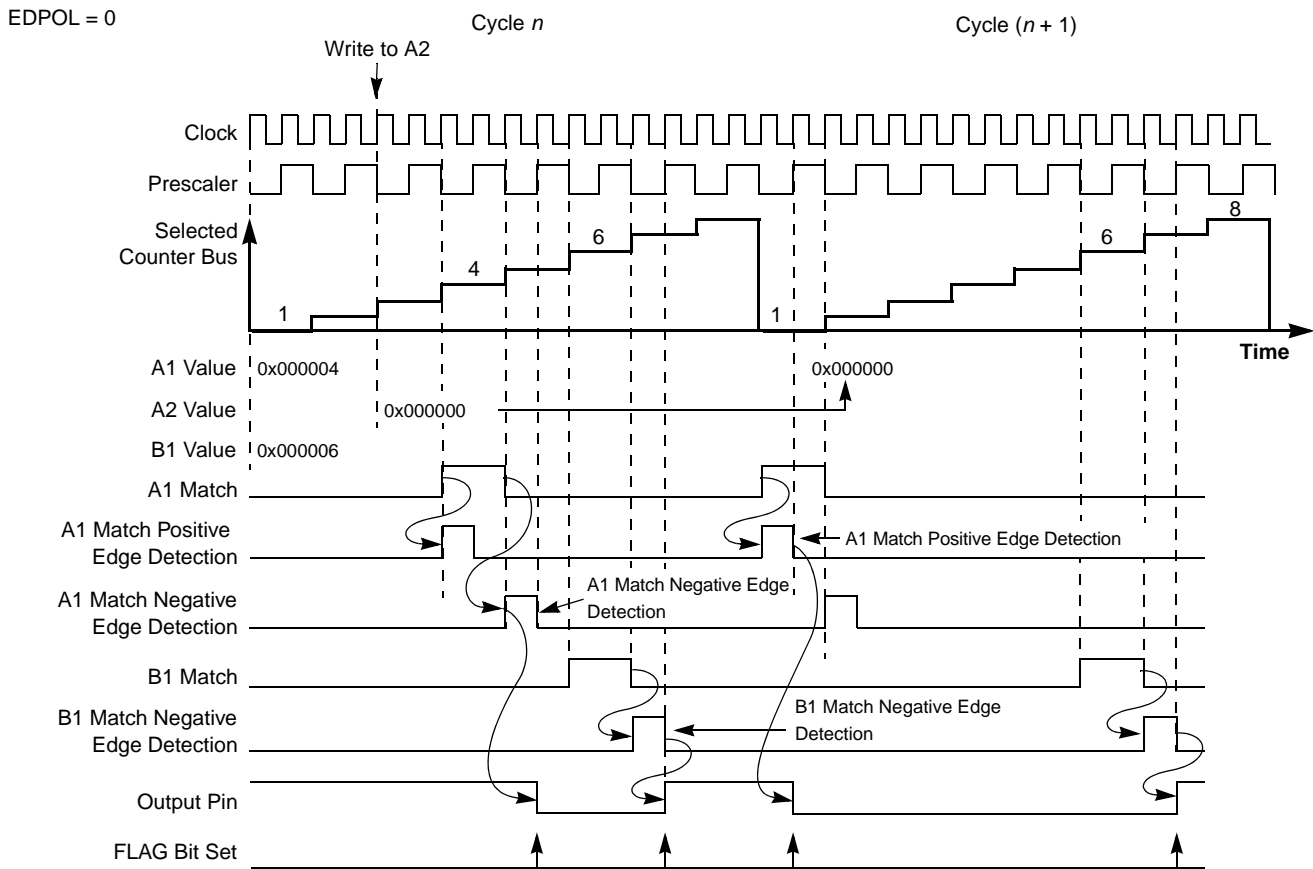 EDPOL = 0
Cycle n
Cycle (n + 1)
Write to A2
Clock
Prescaler
Selected
Counter Bus
1
4
6
1
6
8
Time
A1 Value
0x000004
0x000000
A2 Value
0x000000
B1 Value
0x000006
A1 Match
A1 Match Positive
Edge Detection
A1 Match Positive Edge Detection
A1 Match Negative
Edge Detection
A1 Match Negative Edge
Detection
B1 Match
B1 Match Negative
Edge Detection
B1 Match Negative Edge
Detection
Output Pin
FLAG Bit Set